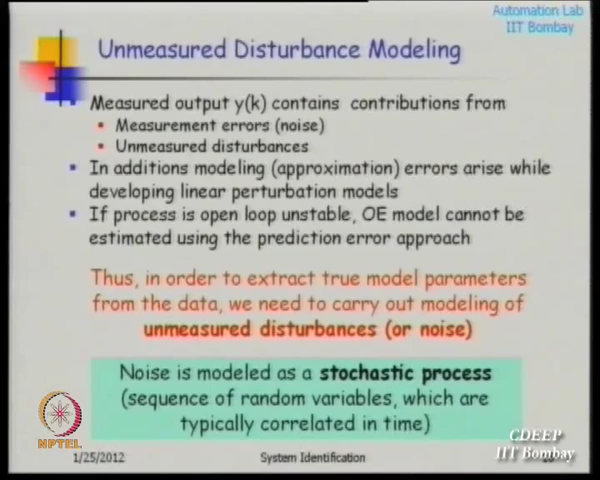 Automation Lab
IIT Bombay
Unmeasured Disturbance Modeling
Measured output y(k) contains contributions from
Measurement errors (noise)
Unmeasured disturbances
In additions modeling (approximation) errors arise while
developing linear perturbation models
If process is open loop unstable, OE model cannot be
estimated using the prediction error approach
Thus, in order to extract true model parameters
from the data, we need to carry out modeling of
unmeasured disturbances (or noise)
Noise is modeled as a stochastic process
(sequence of random variables, which are
typically correlated in time)
NPTEL
CDEEP
IIT Bombay
1/25/2012
System Identification